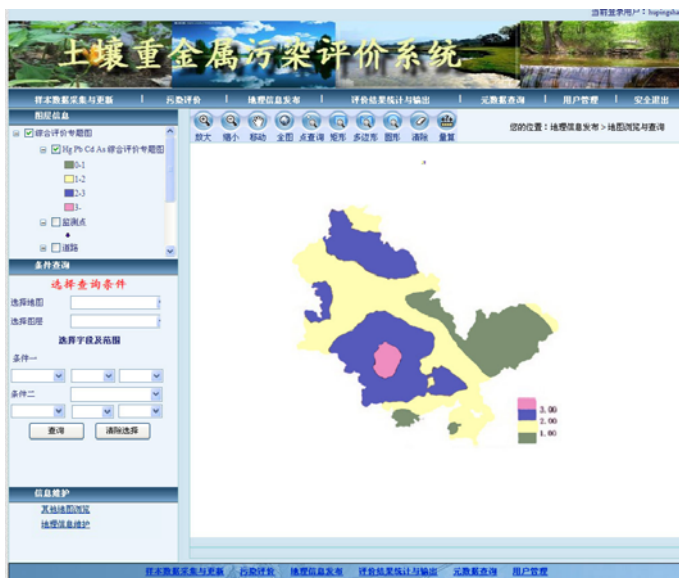 当前登录用户：hapingsha
土壤重金属污染评价系统
样本数据采集与更新 | 污染评价 | 地理信息发布 | 评价结果统计与输出 | 元数据查询 | 用户管理 | 安全退出
图层信息
放大 缩小 移动 全图 点查询 矩形 多边形 圆形 清除 量算
您的位置：地理信息发布 > 地图浏览与查询
综合评价专题图
Hg Pb Cd As 综合评价专题图
0-1
1-2
2-3
3-
监测点
道路
条件查询
选择查询条件
选择地图
选择图层
选择字段及范围
条件一
条件二
查询 清除选择
3.00
2.00
1.00
信息维护
其他地图浏览
地理信息维护
样本数据采集与更新 污染评价 地理信息发布 评价结果统计与输出 元数据查询 用户管理